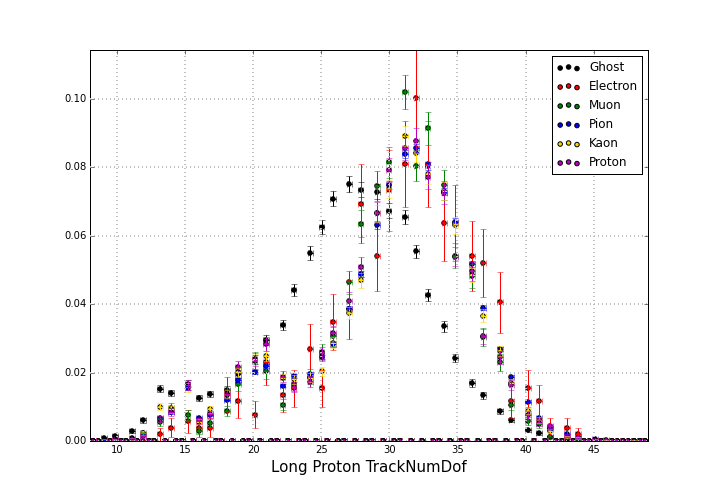 0.10
0.08
0.06
0.04
0.02
0.00
10 15 20 25 30 35 40 45
Long Proton TrackNumDof
Ghost
Electron
Muon
Pion
Kaon
Proton